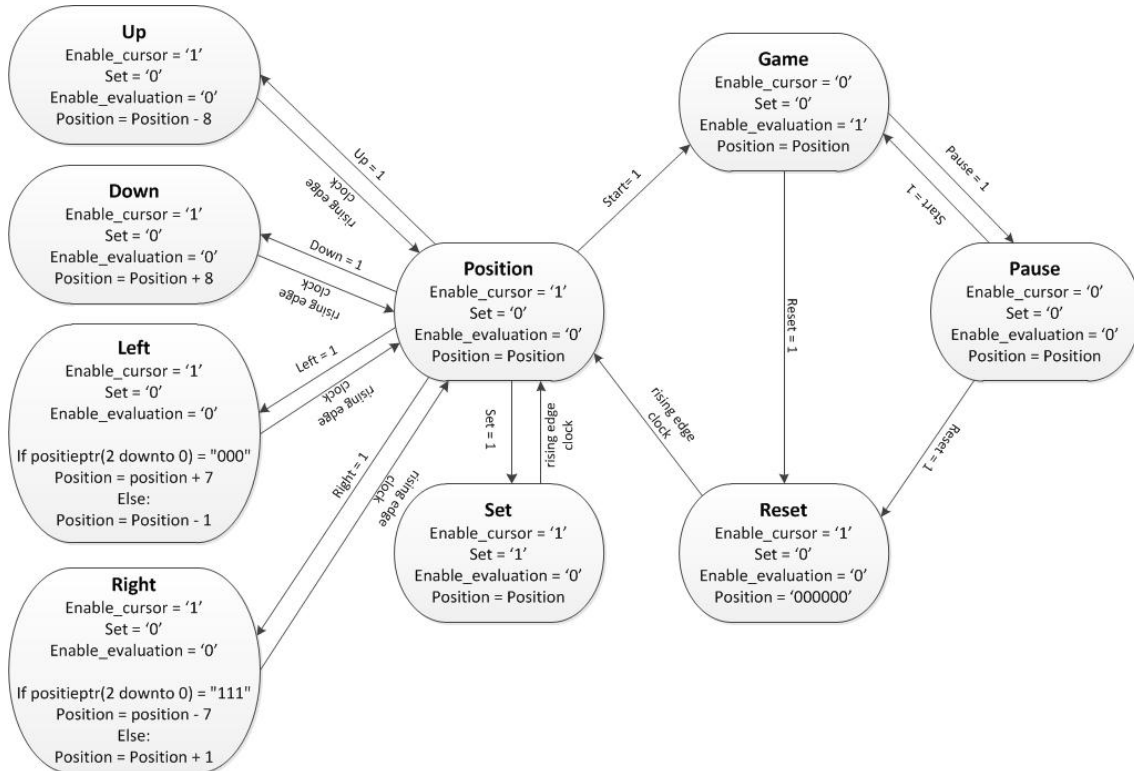 Up
Enable_cursor = ‘1’
Set = ‘0’
Enable_evaluation = ‘0’
Position = Position - 8
Down
Enable_cursor = ‘1’
Set = ‘0’
Enable_evaluation = ‘0’
Position = Position + 8
Left
Enable_cursor = ‘1’
Set = ‘0’
Enable_evaluation = ‘0’
If positieptr(2 downto 0) = "000"
Position = position + 7
Else:
Position = Position - 1
Right
Enable_cursor = ‘1’
Set = ‘0’
Enable_evaluation = ‘0’
If positieptr(2 downto 0) = "111"
Position = position - 7
Else:
Position = Position + 1
Up = 1
rising edge
clock
Down = 1
rising edge
clock
Left = 1
rising edge
clock
Right = 1
rising edge
clock
Position
Enable_cursor = ‘1’
Set = ‘0’
Enable_evaluation = ‘0’
Position = Position
Set = 1
rising edge
clock
Set
Enable_cursor = ‘1’
Set = ‘1’
Enable_evaluation = ‘0’
Position = Position
Start= 1
Game
Enable_cursor = ‘0’
Set = ‘0’
Enable_evaluation = ‘1’
Position = Position
Pause = 1
Start = 1
Pause
Enable_cursor = ‘0’
Set = ‘0’
Enable_evaluation = ‘0’
Position = Position
Reset = 1
Reset = 1
rising edge
clock
Reset
Enable_cursor = ‘1’
Set = ‘0’
Enable_evaluation = ‘0’
Position = ‘000000’